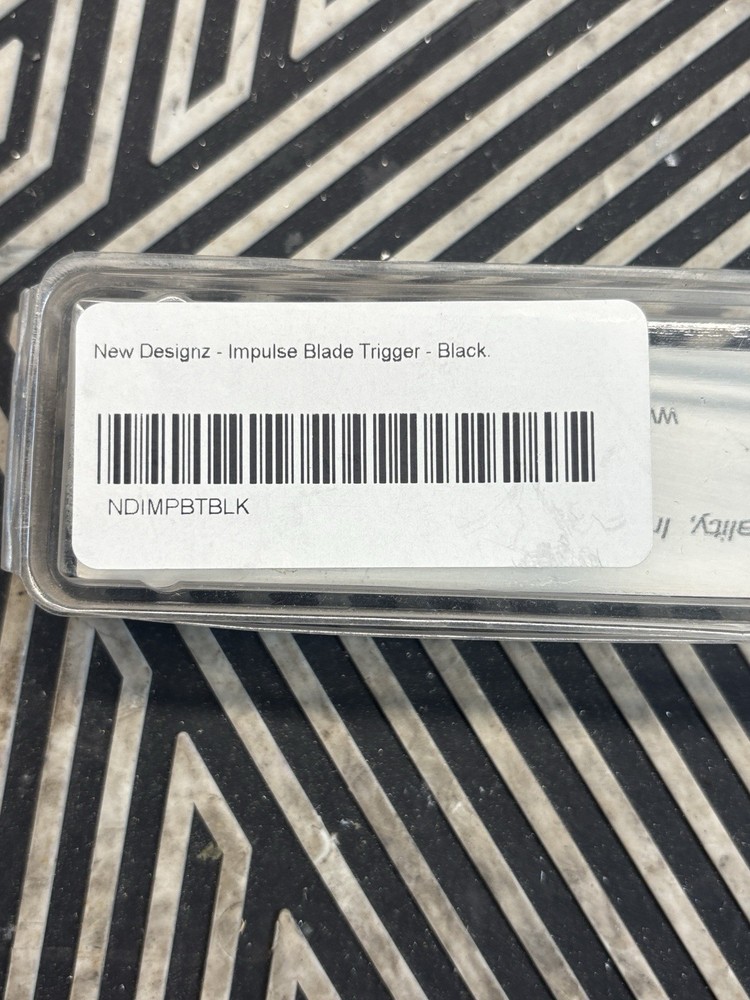 New Designz - Impulse Blade Trigger - Black.
NDIMPBTBLK